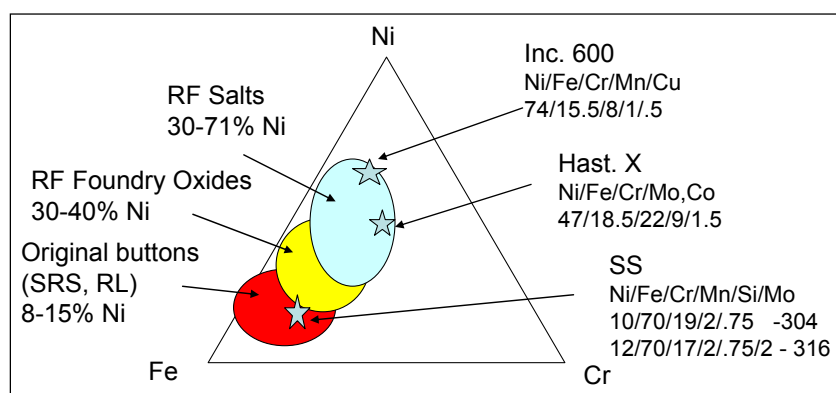 Ni
RF Salts
30-71% Ni
RF Foundry Oxides
30-40% Ni
Original buttons
(SRS, RL)
8-15% Ni
Fe
Cr
Inc. 600
Ni/Fe/Cr/Mn/Cu
74/15.5/8/1/.5
Hast. X
Ni/Fe/Cr/Mo,Co
47/18.5/22/9/1.5
SS
Ni/Fe/Cr/Mn/Si/Mo
10/70/19/2/.75 -304
12/70/17/2/.75/2 - 316